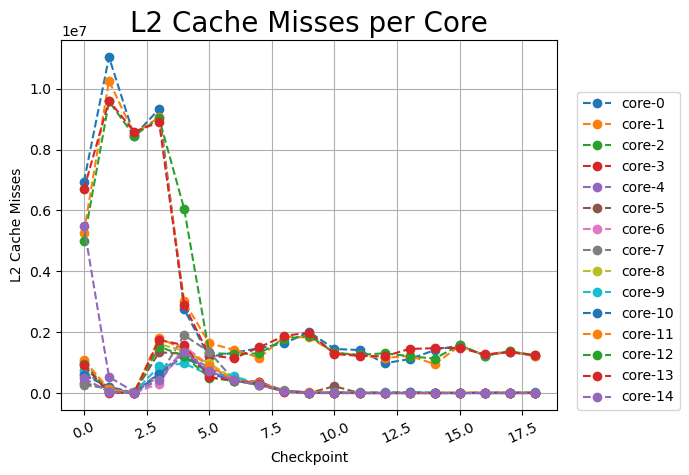 L2 Cache Misses per Core
1e7
1.0
0.8
0.6
0.4
0.2
0.0
L2 Cache Misses
0.0
2.5
5.0
7.5
10.0
12.5
15.0
17.5
Checkpoint
core-0
core-1
core-2
core-3
core-4
core-5
core-6
core-7
core-8
core-9
core-10
core-11
core-12
core-13
core-14